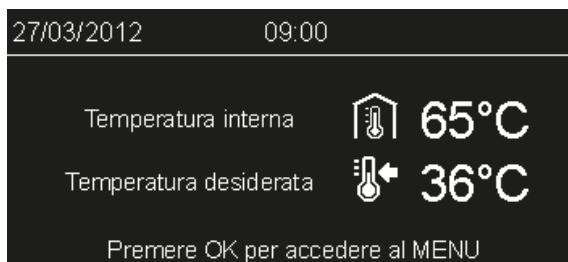 27/03/2012 09:00
Temperatura interna 65°C
Temperatura desiderata 36°C
Premere OK per accedere al MENU